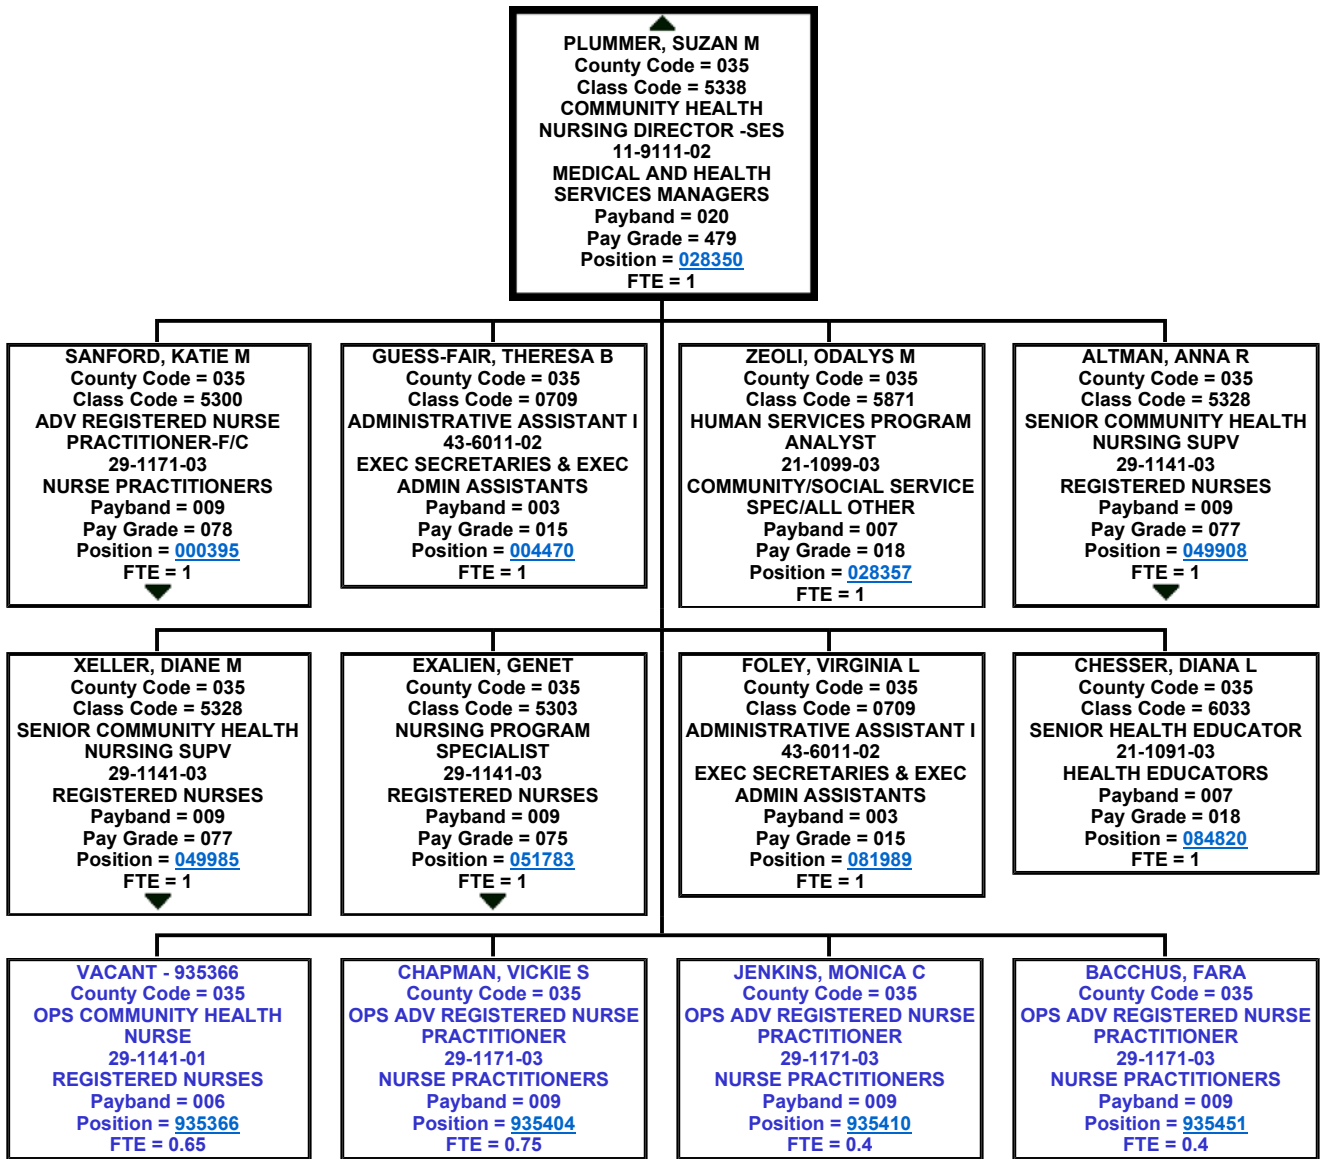 PLUMMER, SUZAN M
County Code = 035
Class Code = 5338
COMMUNITY HEALTH
NURSING DIRECTOR -SES
11-9111-02
MEDICAL AND HEALTH
SERVICES MANAGERS
Payband = 020
Pay Grade = 479
Position = 028350
FTE = 1
SANFORD, KATIE M
County Code = 035
Class Code = 5300
ADV REGISTERED NURSE
PRACTITIONER-F/C
29-1171-03
NURSE PRACTITIONERS
Payband = 009
Pay Grade = 078
Position = 000395
FTE = 1
GUESS-FAIR, THERESA B
County Code = 035
Class Code = 0709
ADMINISTRATIVE ASSISTANT I
43-6011-02
EXEC SECRETARIES & EXEC
ADMIN ASSISTANTS
Payband = 003
Pay Grade = 015
Position = 004470
FTE = 1
ZEOLI, ODALYS M
County Code = 035
Class Code = 5871
HUMAN SERVICES PROGRAM
ANALYST
21-1099-03
COMMUNITY/SOCIAL SERVICE
SPEC/ALL OTHER
Payband = 007
Pay Grade = 018
Position = 028357
FTE = 1
ALTMAN, ANNA R
County Code = 035
Class Code = 5328
SENIOR COMMUNITY HEALTH
NURSING SUPV
29-1141-03
REGISTERED NURSES
Payband = 009
Pay Grade = 077
Position = 049908
FTE = 1
XELLER, DIANE M
County Code = 035
Class Code = 5328
SENIOR COMMUNITY HEALTH
NURSING SUPV
29-1141-03
REGISTERED NURSES
Payband = 009
Pay Grade = 077
Position = 049985
FTE = 1
EXALIEN, GENET
County Code = 035
Class Code = 5303
NURSING PROGRAM
SPECIALIST
29-1141-03
REGISTERED NURSES
Payband = 009
Pay Grade = 075
Position = 051783
FTE = 1
FOLEY, VIRGINIA L
County Code = 035
Class Code = 0709
ADMINISTRATIVE ASSISTANT I
43-6011-02
EXEC SECRETARIES & EXEC
ADMIN ASSISTANTS
Payband = 003
Pay Grade = 015
Position = 081989
FTE = 1
CHESSER, DIANA L
County Code = 035
Class Code = 6033
SENIOR HEALTH EDUCATOR
21-1091-03
HEALTH EDUCATORS
Payband = 007
Pay Grade = 018
Position = 084820
FTE = 1
VACANT - 935366
County Code = 035
OPS COMMUNITY HEALTH
NURSE
29-1141-01
REGISTERED NURSES
Payband = 006
Position = 935366
FTE = 0.65
CHAPMAN, VICKIE S
County Code = 035
OPS ADV REGISTERED NURSE
PRACTITIONER
29-1171-03
NURSE PRACTITIONERS
Payband = 009
Position = 935404
FTE = 0.75
JENKINS, MONICA C
County Code = 035
OPS ADV REGISTERED NURSE
PRACTITIONER
29-1171-03
NURSE PRACTITIONERS
Payband = 009
Position = 935410
FTE = 0.4
BACCHUS, FARA
County Code = 035
OPS ADV REGISTERED NURSE
PRACTITIONER
29-1171-03
NURSE PRACTITIONERS
Payband = 009
Position = 935451
FTE = 0.4